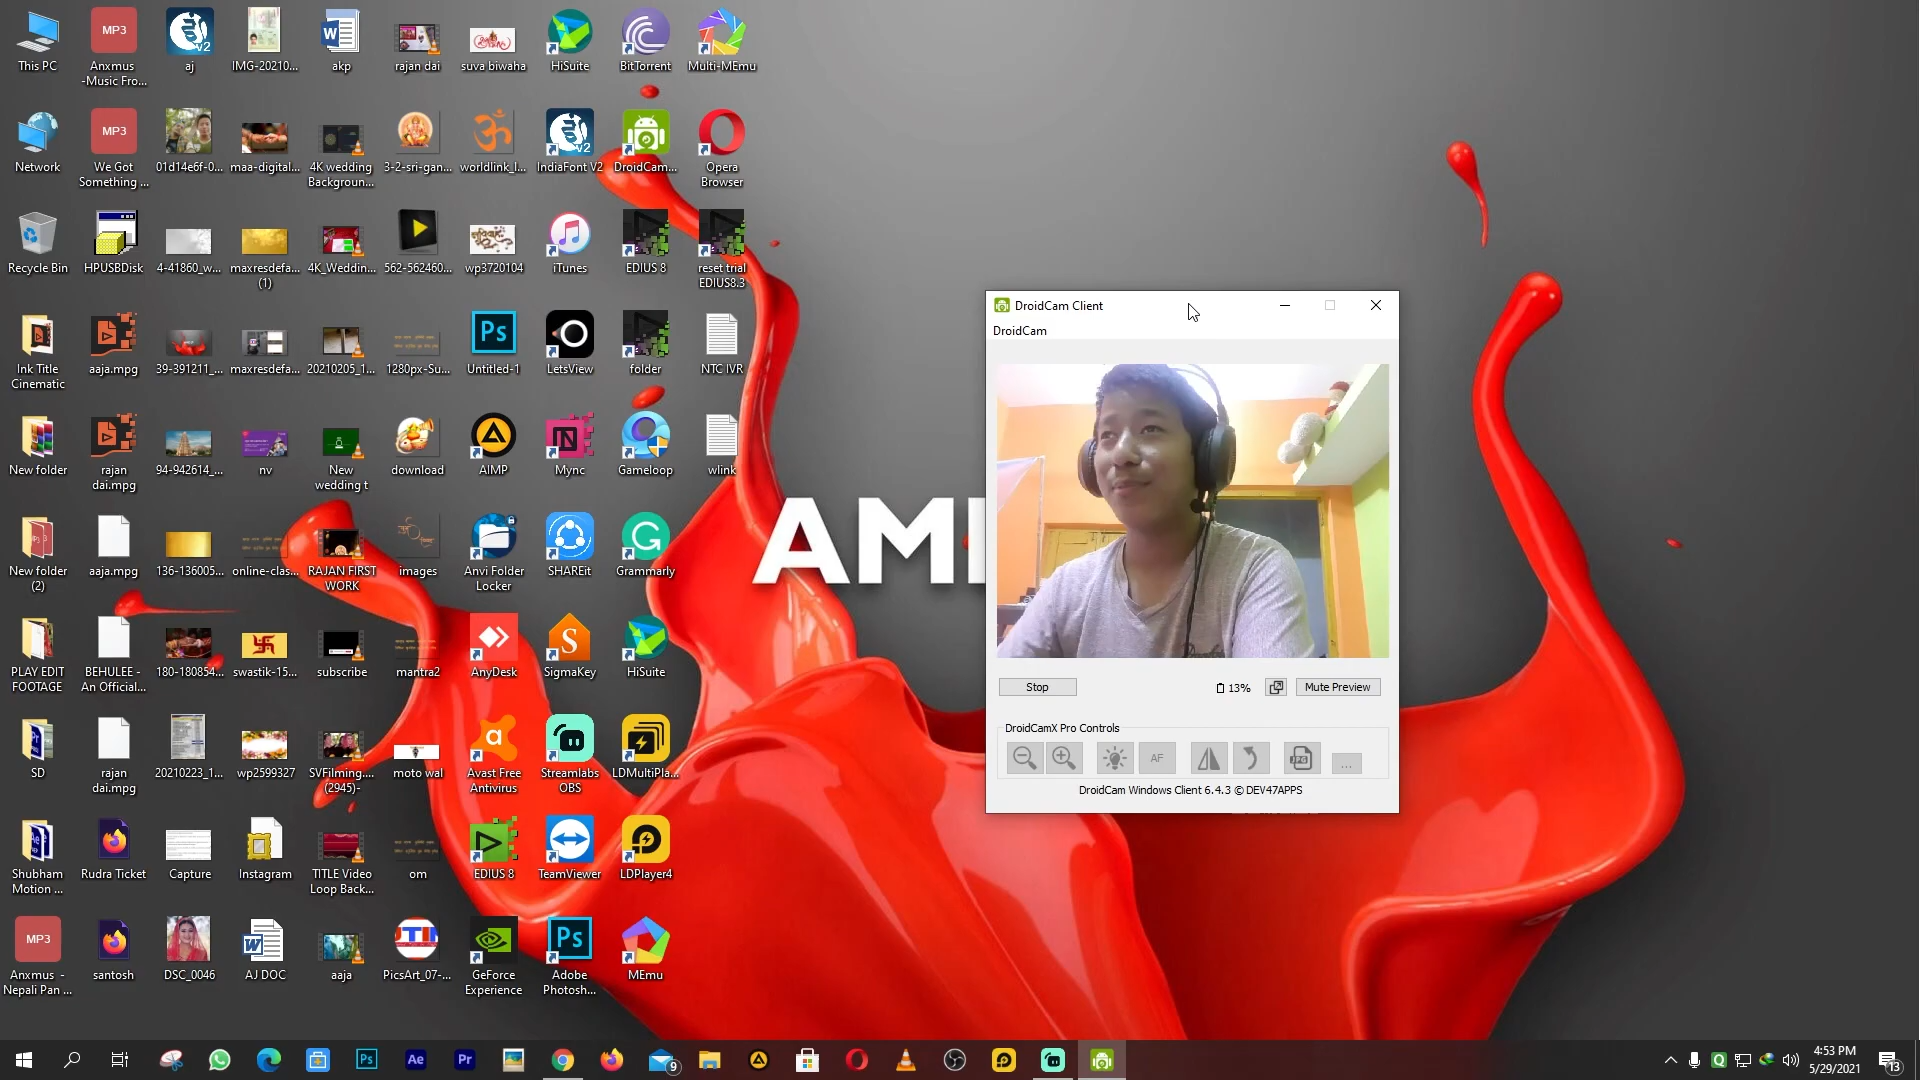 This PC
MP3
Anxmus
-Music Fro...
v2
aj
IMG-20210...
akp
rajan dai
suva biwaha
HiSuite
BitTorrent
Multi-MEmu
Network
MP3
We Got
Something ...
01d14e6f-0...
maa-digital...
4K wedding
Backgroun...
3-2-sri-gan...
worldlink_l...
v2
IndiaFont V2
DroidCam...
Opera
Browser
Recycle Bin
HPUSBDisk
4-41860_w...
maxresdefa...
(1)
4K_Weddin...
562-562460...
wp3720104
iTunes
EDIUS 8
reset trial
EDIUS8.3
Ink Title
Cinematic
aaja.mpg
39-391211_...
maxresdefa...
20210205_1...
1280px-Su...
Ps
Untitled-1
LetsView
folder
NTC IVR
New folder
rajan
dai.mpg
94-942614_...
nv
New
wedding t
download
AIMP
Mync
Gameloop
wlink
New folder
(2)
aaja.mpg
136-136005...
online-clas...
RAJAN FIRST
WORK
images
Anvi Folder
Locker
SHAREit
Grammarly
PLAY EDIT
FOOTAGE
BEHULEE -
An Official...
180-180854...
swastik-15...
subscribe
mantra2
AnyDesk
SigmaKey
HiSuite
SD
rajan
dai.mpg
20210223_1...
wp2599327
SVFilming....
(2945)-
moto wal
Avast Free
Antivirus
Streamlabs
OBS
LDMultiPla...
Shubham
Motion ...
Rudra Ticket
Capture
Instagram
TITLE Video
Loop Back...
om
EDIUS 8
TeamViewer
LDPlayer4
MP3
Anxmus -
Nepali Pan ...
santosh
DSC_0046
AJ DOC
aaja
PicsArt_07-...
GeForce
Experience
Ps
Adobe
Photosh...
MEmu
AM
DroidCam Client
DroidCam
Stop
13%
Mute Preview
DroidCamX Pro Controls
AF
JPG
...
DroidCam Windows Client 6.4.3 © DEV47APPS
Ps
Ae
Pr
9
4:53 PM
5/29/2021
13